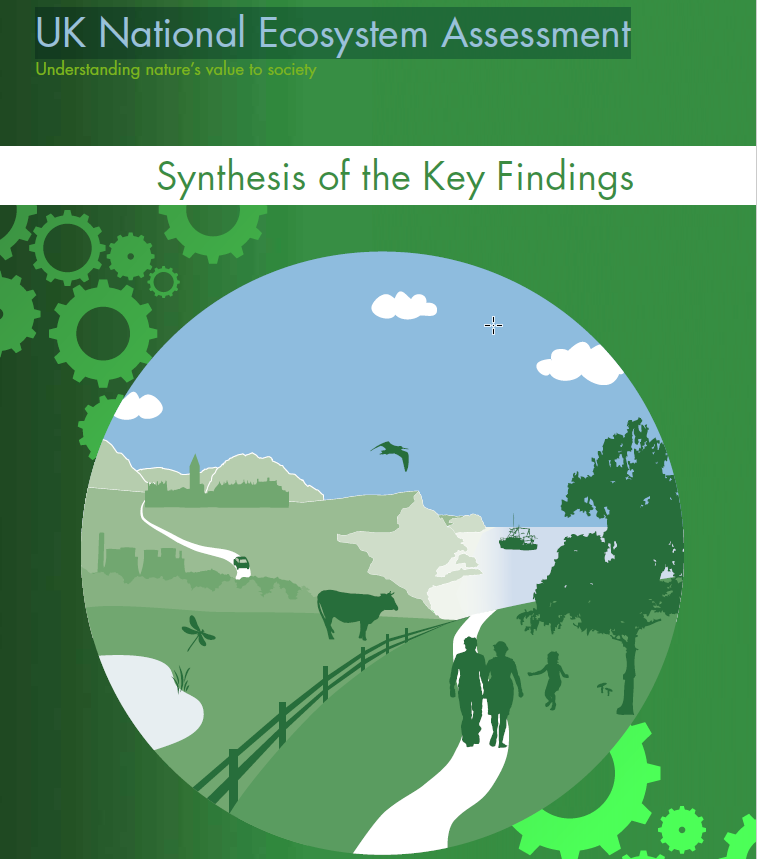 UK National Ecosystem Assessment
Understanding nature's value to society
Synthesis of the Key Findings